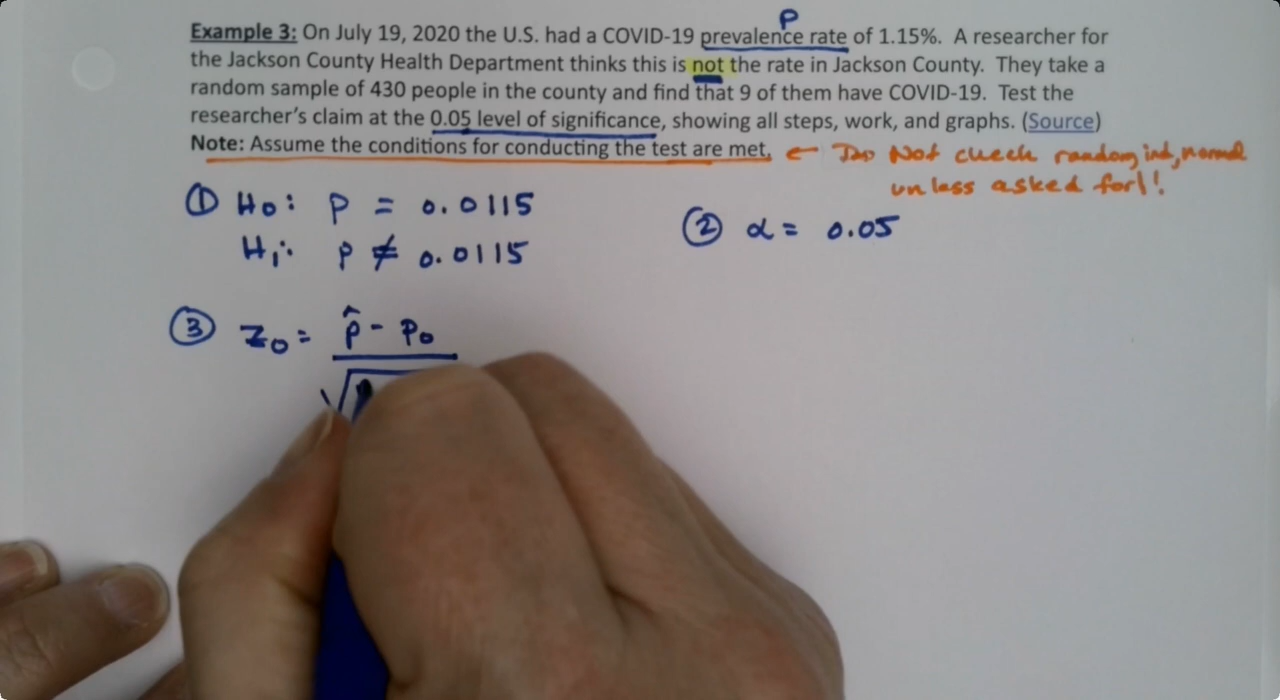 P
Example 3: On July 19, 2020 the U.S. had a COVID-19 prevalence rate of 1.15%. A researcher for
the Jackson County Health Department thinks this is not the rate in Jackson County. They take a
random sample of 430 people in the county and find that 9 of them have COVID-19. Test the
researcher's claim at the 0.05 level of significance, showing all steps, work, and graphs. (Source)
Note: Assume the conditions for conducting the test are met. ← Do Not check random, ind, normal
unless asked for!!
① H₀: p = 0.0115
② α = 0.05
H₁: p ≠ 0.0115
③ z₀ = p̂ - p₀
√p